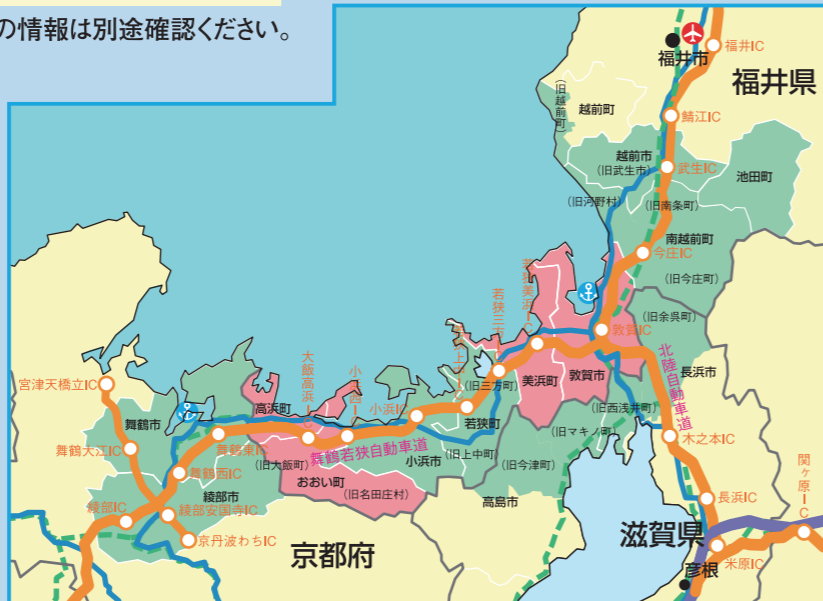 の情報は別途確認ください。
福井市
福井IC
福井県
(旧越前町)
越前町
鯖江IC
越前市
(旧武生市)
武生IC
池田町
(旧河野村)
(旧南条町)
南越前町
今庄IC
(旧今庄町)
若狭美浜IC
若狭三方IC
若狭上中IC
(旧余呉町)
敦賀IC
北陸自動車道
長浜市
大飯高浜IC
小浜西IC
宮津天橋立IC
高浜町
小浜IC
(旧三方町)
美浜町
敦賀市
舞鶴市
若狭町
(旧西浅井町)
舞鶴大江IC
舞鶴東IC
(旧大飯町)
舞鶴若狭自動車道
小浜市
(旧上中町)
(旧マキノ町)
木之本IC
舞鶴西IC
おおい町
(旧今津町)
関ヶ原IC
綾部市
(旧名田庄村)
高島市
長浜IC
綾部IC
綾部安国寺IC
京丹波わちIC
京都府
滋賀県
米原IC
彦根